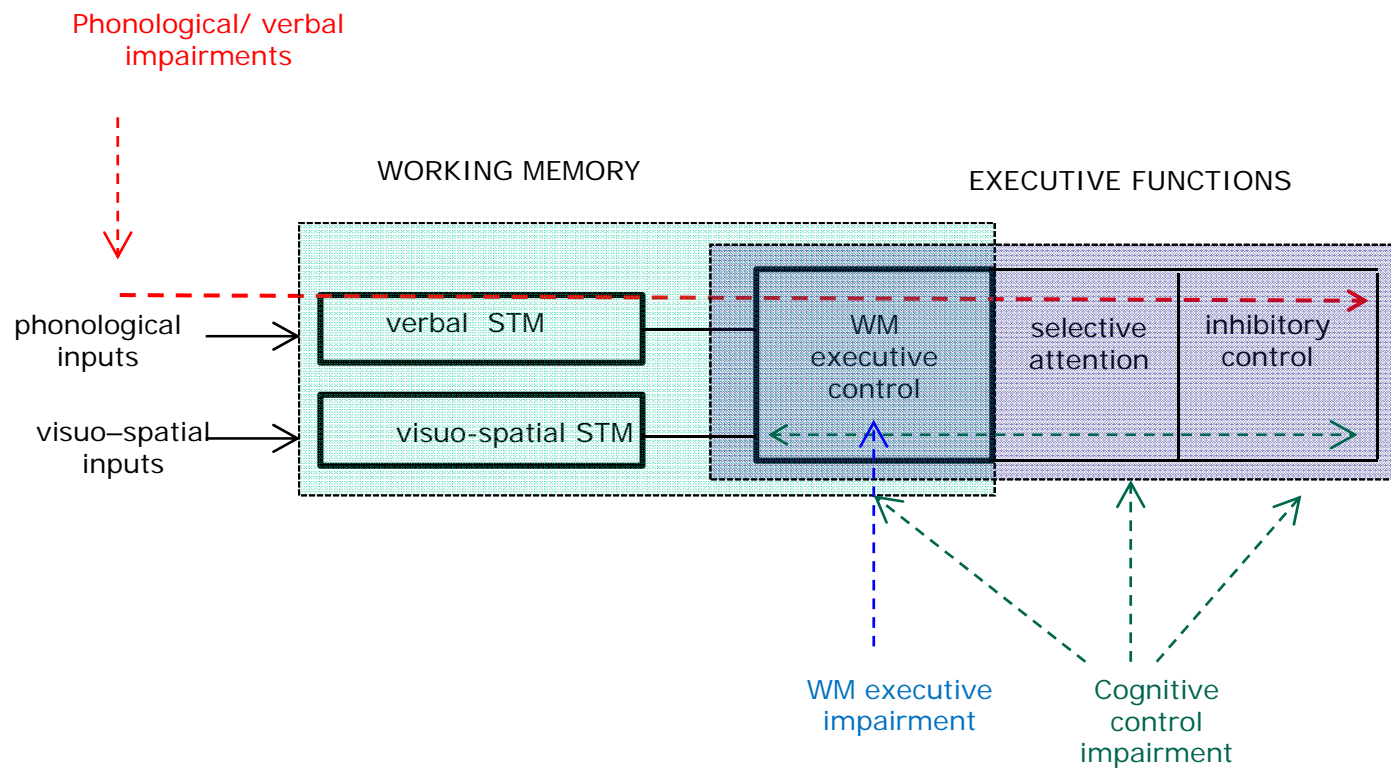 Phonological/ verbal
impairments
WORKING MEMORY
EXECUTIVE FUNCTIONS
phonological
inputs
verbal STM
WM
executive
control
selective
attention
inhibitory
control
visuo–spatial
inputs
visuo-spatial STM
WM executive
impairment
Cognitive
control
impairment